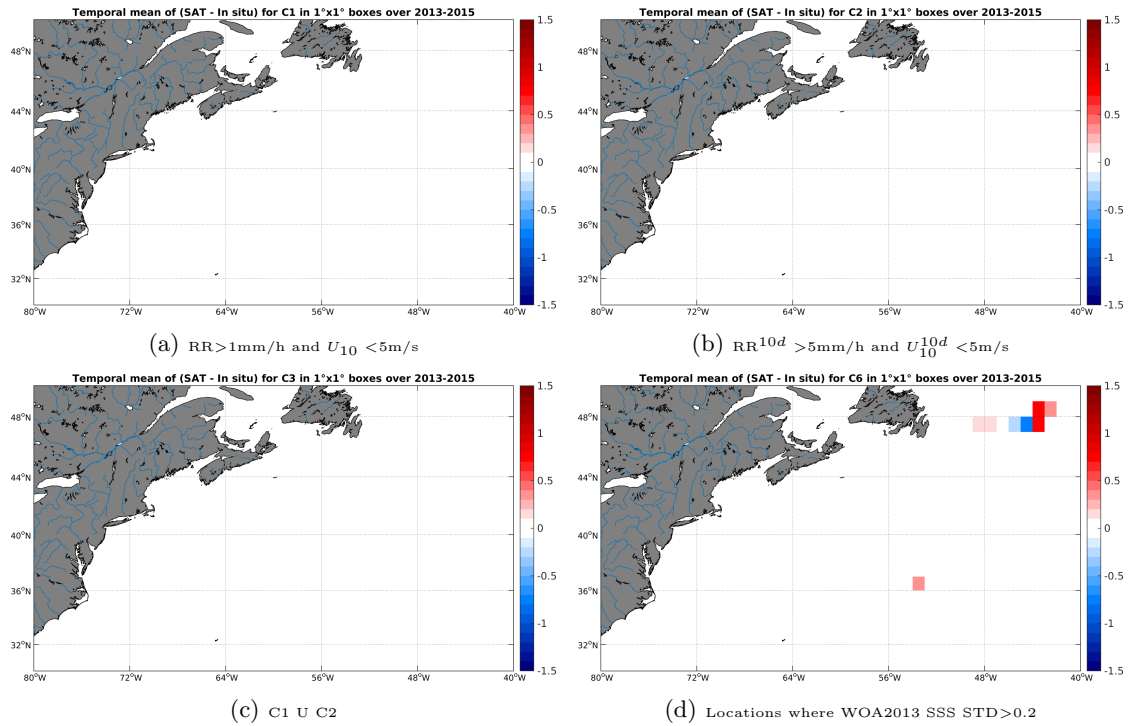 Temporal mean of (SAT - In situ) for C1 in 1°x1° boxes over 2013-2015
48°N
44°N
40°N
36°N
32°N
80°W 72°W 64°W 56°W 48°W 40°W
1.5
1
0.5
0
-0.5
-1
-1.5
(a) RR>1mm/h and U10 <5m/s
Temporal mean of (SAT - In situ) for C2 in 1°x1° boxes over 2013-2015
48°N
44°N
40°N
36°N
32°N
80°W 72°W 64°W 56°W 48°W 40°W
1.5
1
0.5
0
-0.5
-1
-1.5
(b) RR10d >5mm/h and U10d10 <5m/s
Temporal mean of (SAT - In situ) for C3 in 1°x1° boxes over 2013-2015
48°N
44°N
40°N
36°N
32°N
80°W 72°W 64°W 56°W 48°W 40°W
1.5
1
0.5
0
-0.5
-1
-1.5
(c) C1 U C2
Temporal mean of (SAT - In situ) for C6 in 1°x1° boxes over 2013-2015
48°N
44°N
40°N
36°N
32°N
80°W 72°W 64°W 56°W 48°W 40°W
1.5
1
0.5
0
-0.5
-1
-1.5
(d) Locations where WOA2013 SSS STD>0.2